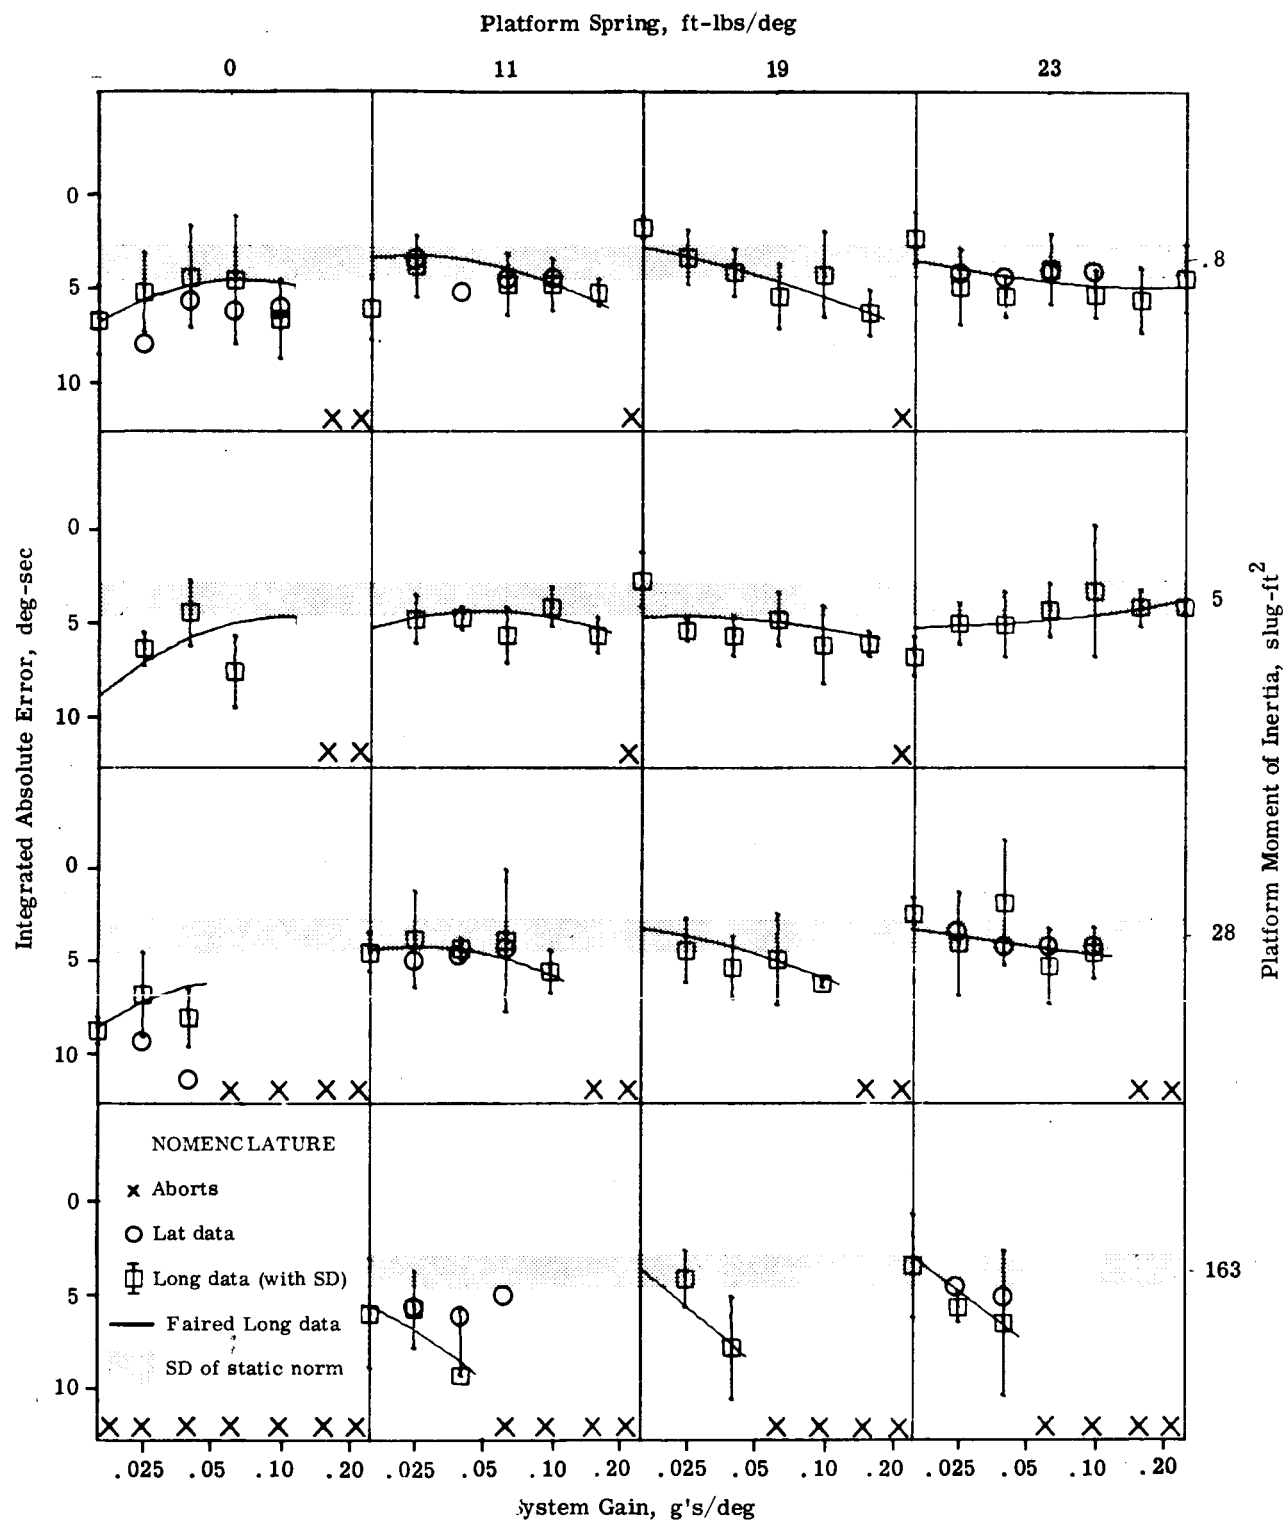 Platform Spring, ft-lbs/deg
0 11 19 23
0
5
10
.8
0
5
10
5
0
5
10
28
0
5
10
163
Integrated Absolute Error, deg-sec
Platform Moment of Inertia, slug-ft²
NOMENCLATURE
x Aborts
Lat data
Long data (with SD)
Faired Long data
SD of static norm
.025 .05 .10 .20 .025 .05 .10 .20 .025 .05 .10 .20 .025 .05 .10 .20
System Gain, g's/deg